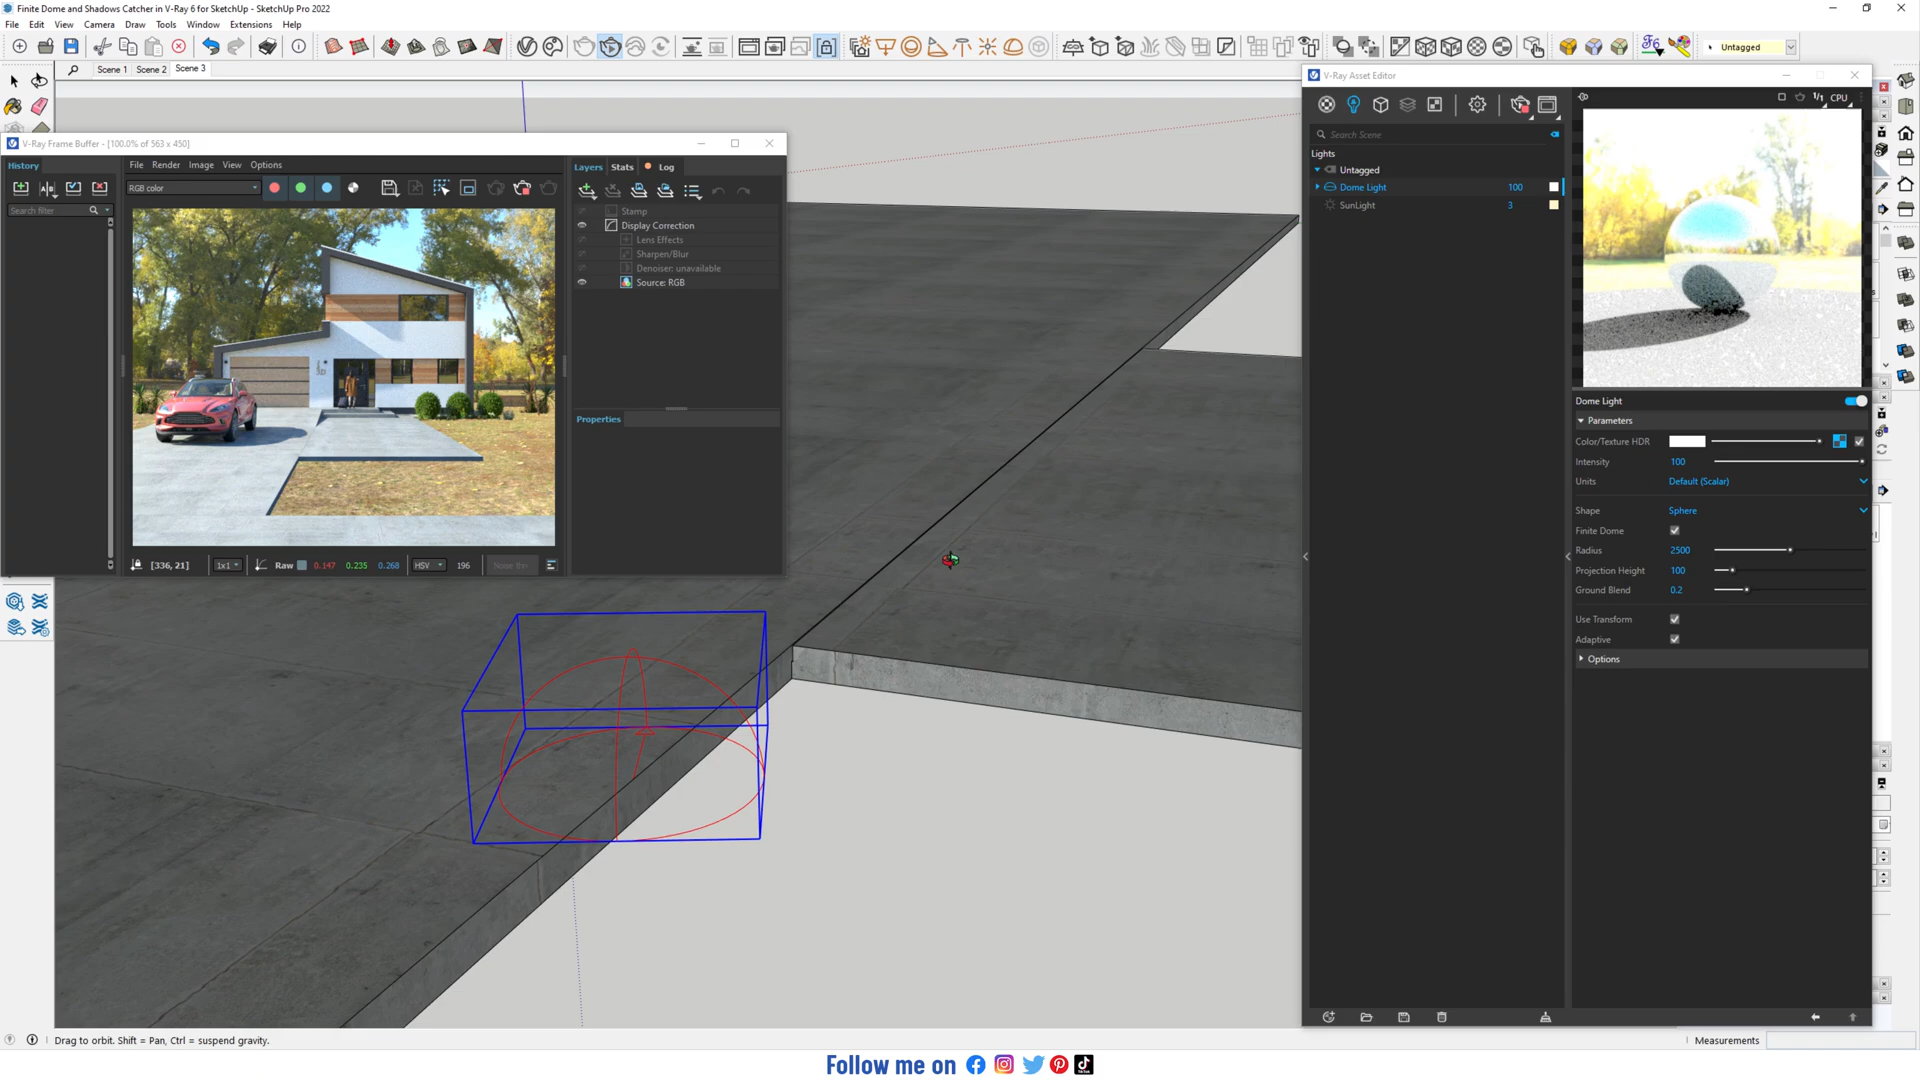 Finite Dome and Shadows Catcher in V-Ray 6 for SketchUp - SketchUp Pro 2022
File Edit View Camera Draw Tools Window Extensions Help
Untagged
Scene 1 Scene 2 Scene 3
V-Ray Frame Buffer - [100.0% of 563 x 450]
History
File Render Image View Options
RGB color
Search filter
Layers Stats Log
Stamp
Display Correction
Lens Effects
Sharpen/Blur
Denoiser: unavailable
Source: RGB
Properties
[336, 21]
1x1
Raw 0.147 0.235 0.268
HSV 196
V-Ray Asset Editor
Search Scene
Lights
Untagged
Dome Light 100
SunLight 3
1/1 CPU
Dome Light
Parameters
Color/Texture HDR
Intensity 100
Units Default (Scalar)
Shape Sphere
Finite Dome
Radius 2500
Projection Height 100
Ground Blend 0.2
Use Transform
Adaptive
Options
Drag to orbit. Shift = Pan, Ctrl = suspend gravity.
Measurements
Follow me on